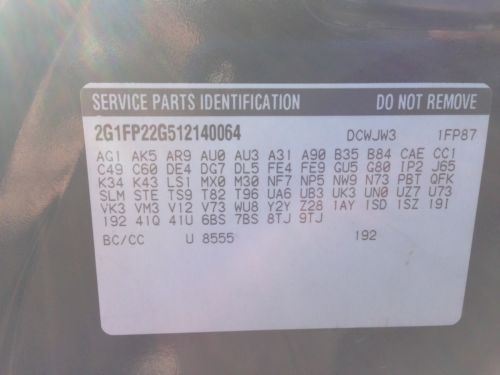 SERVICE PARTS IDENTIFICATION DO NOT REMOVE
2G1FP22G512140064 DCWJW3 1FP87
AG1 AK5 AR9 AU0 AU3 A31 A90 B35 B84 CAE CC1
C49 C60 DE4 DG7 DL5 FE4 FE9 GU5 G80 IP2 J65
K34 K43 LS1 MX0 M30 NF7 NP5 NW9 N73 PBT QFK
SLM STE TS9 T82 T96 UA6 UB3 UK3 UN0 UZ7 U73
VK3 VM3 V12 V73 WU8 Y2Y Z28 1AY 1SD 1SZ 19I
192 41Q 41U 6BS 7BS 8TJ 9TJ
BC/CC U 8555 192